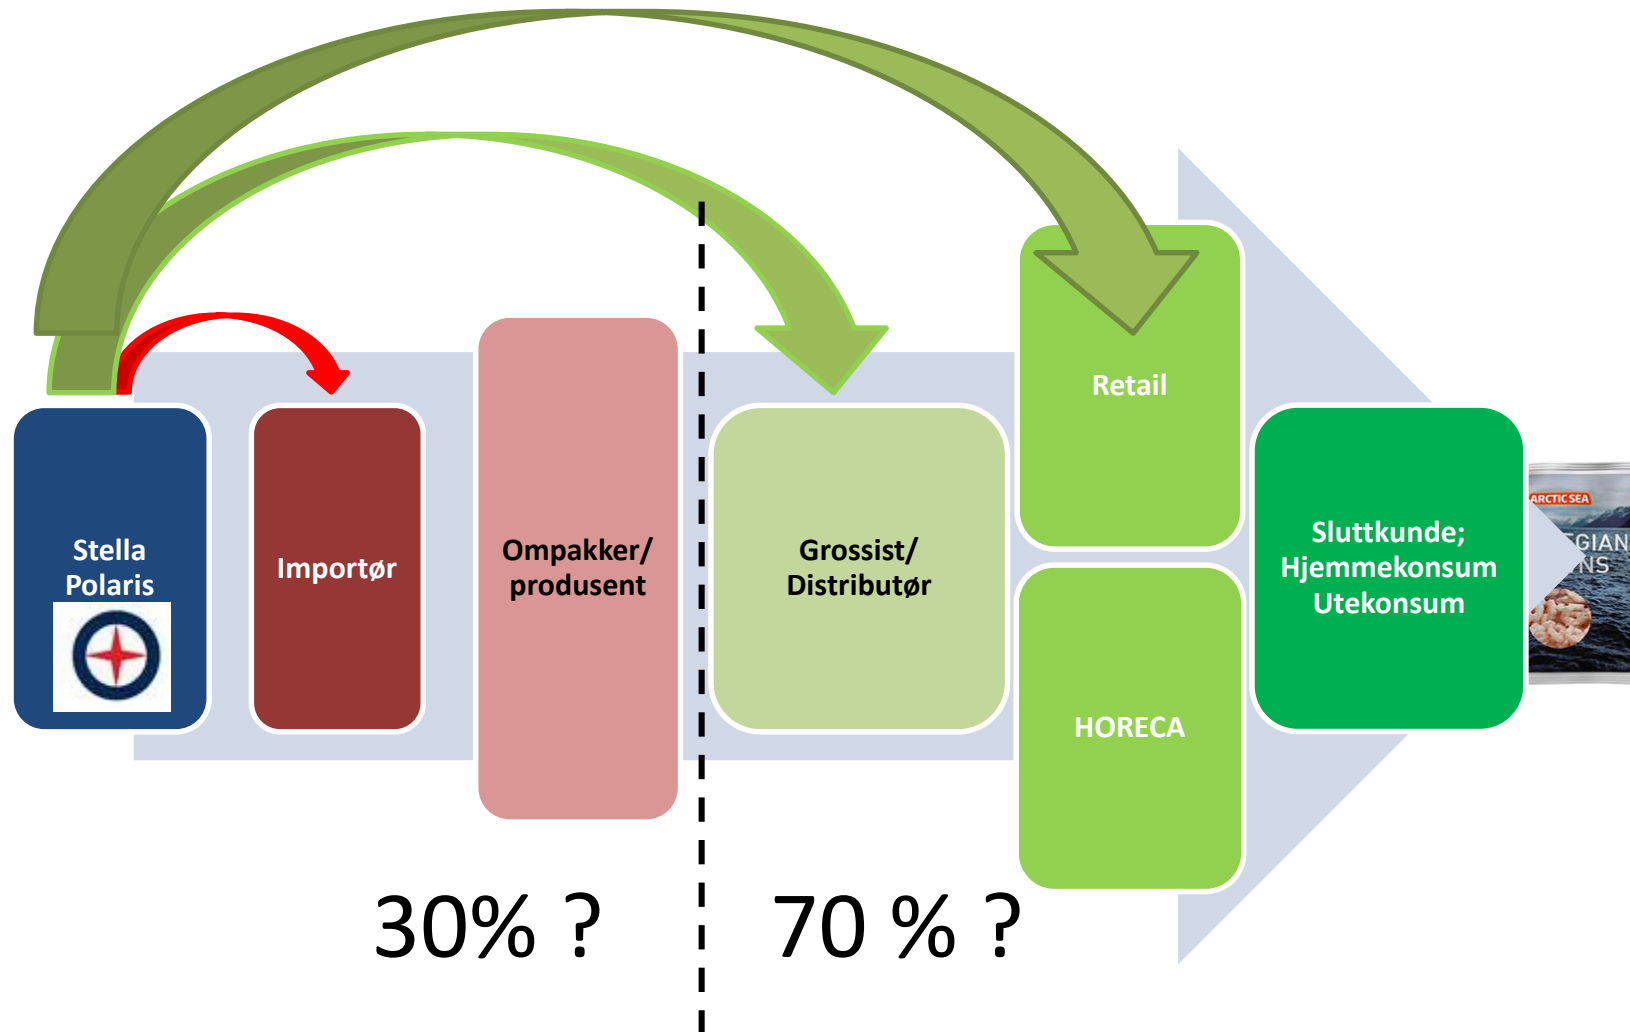 Stella
Polaris
Importør
Ompakker/
produsent
Grossist/
Distributør
Retail
HORECA
Sluttkunde;
Hjemmekonsum
Utekonsum
ARCTIC SEA
30% ?
70 % ?